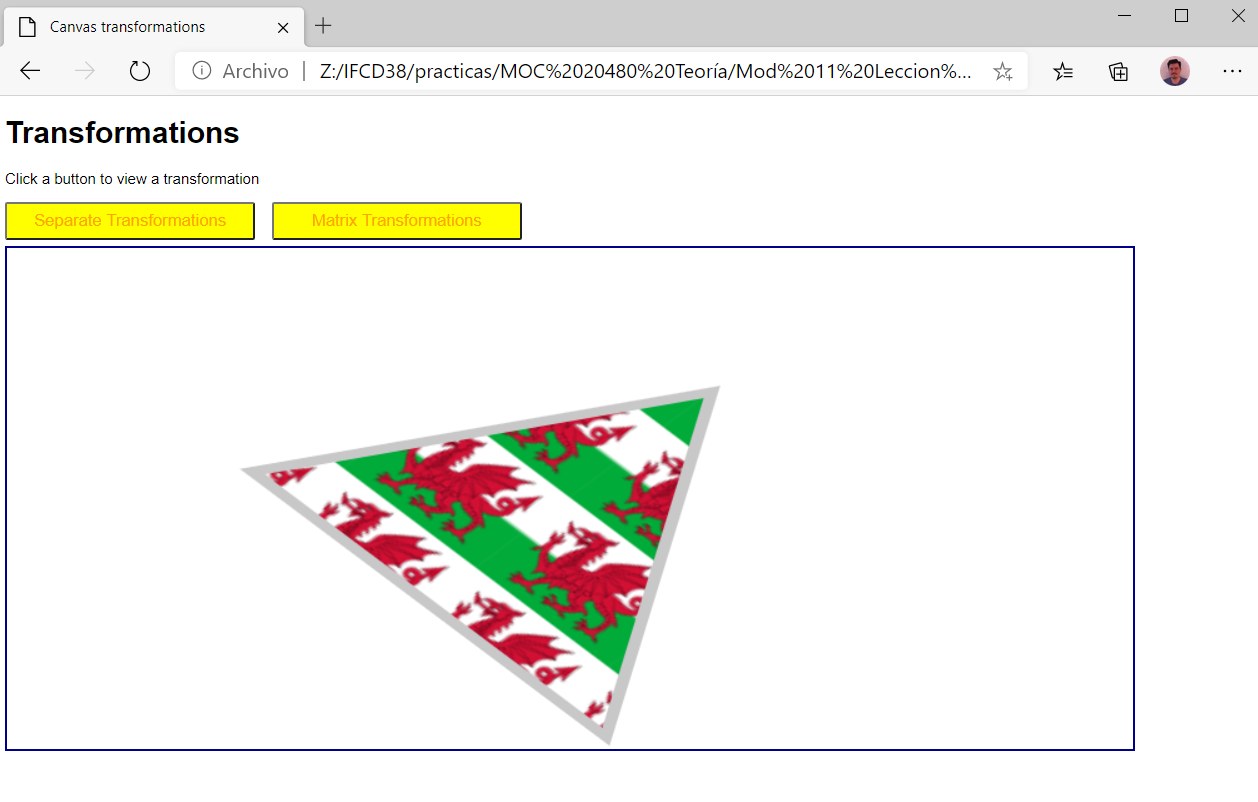 Canvas transformations
Archivo | Z:/IFCD38/practicas/MOC%2020480%20Teoría/Mod%2011%20Leccion%...
Transformations
Click a button to view a transformation
Separate Transformations Matrix Transformations